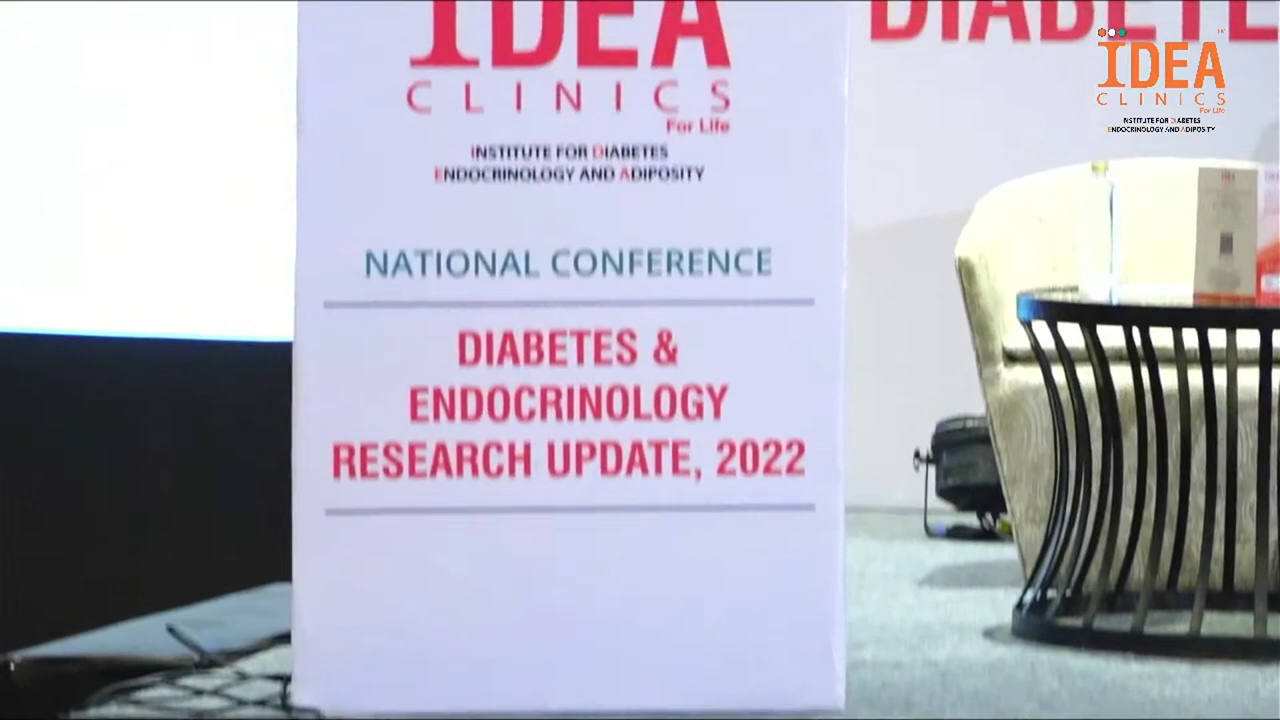 IDEA
CLINICS
For Life
INSTITUTE FOR DIABETES
ENDOCRINOLOGY AND ADIPOSITY
NATIONAL CONFERENCE
DIABETES &
ENDOCRINOLOGY
RESEARCH UPDATE, 2022
DIABETE
IDEA
CLINICS
For Life
INSTITUTE FOR DIABETES
ENDOCRINOLOGY AND ADIPOSITY